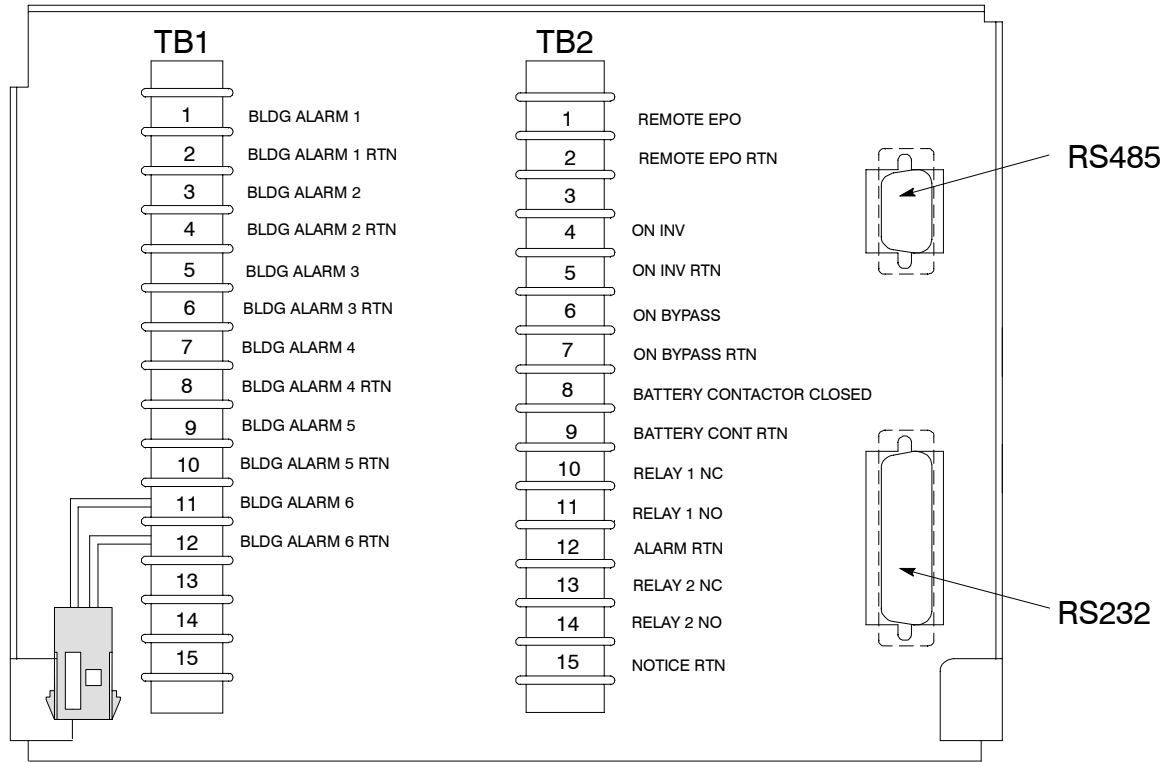 TB1
1 BLDG ALARM 1
2 BLDG ALARM 1 RTN
3 BLDG ALARM 2
4 BLDG ALARM 2 RTN
5 BLDG ALARM 3
6 BLDG ALARM 3 RTN
7 BLDG ALARM 4
8 BLDG ALARM 4 RTN
9 BLDG ALARM 5
10 BLDG ALARM 5 RTN
11 BLDG ALARM 6
12 BLDG ALARM 6 RTN
13
14
15
TB2
1 REMOTE EPO
2 REMOTE EPO RTN
3
4 ON INV
5 ON INV RTN
6 ON BYPASS
7 ON BYPASS RTN
8 BATTERY CONTACTOR CLOSED
9 BATTERY CONT RTN
10 RELAY 1 NC
11 RELAY 1 NO
12 ALARM RTN
13 RELAY 2 NC
14 RELAY 2 NO
15 NOTICE RTN
RS485
RS232